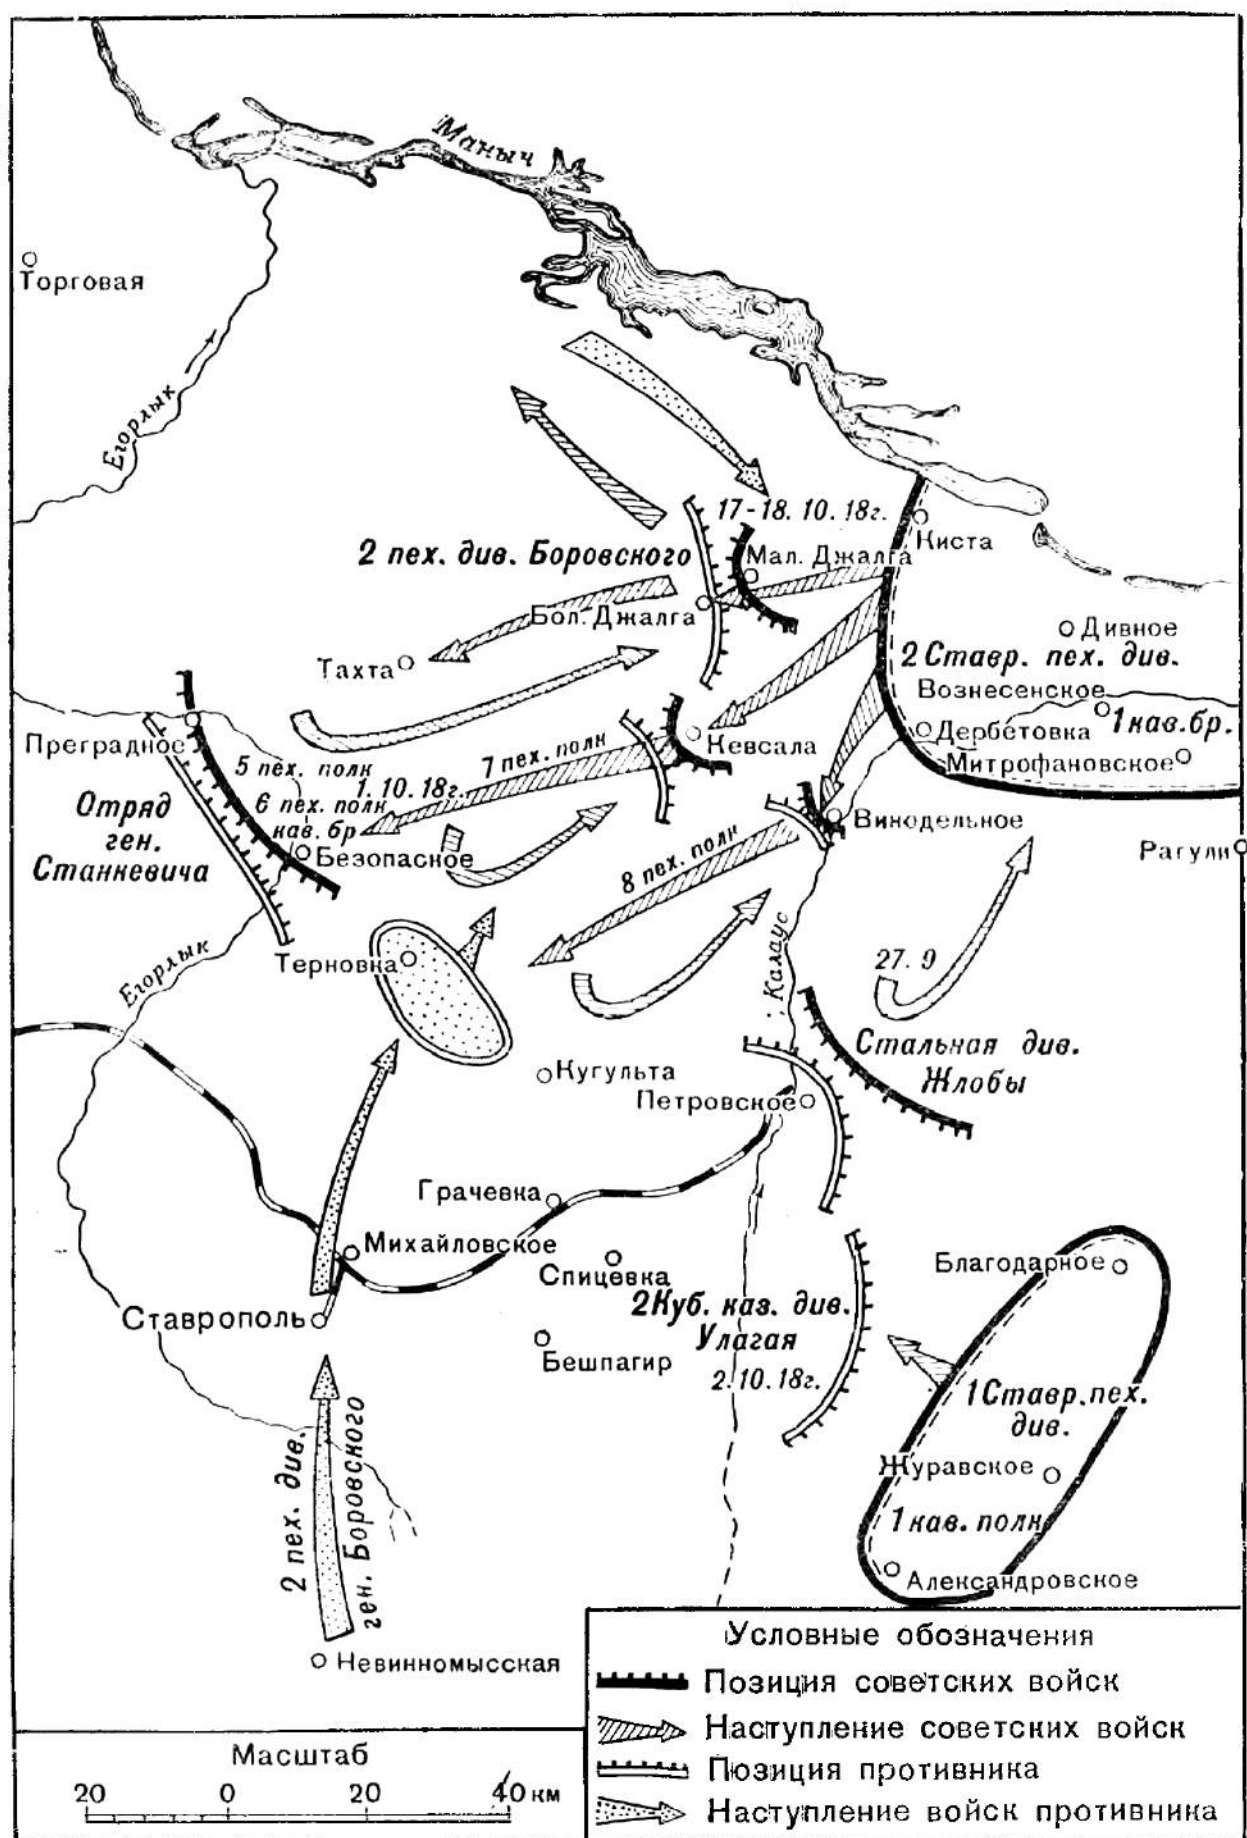 Маныч
Торговая
Егорлык
17-18.10.18г.
Киста
2 пех. див. Боровского
Мал. Джалга
Бол. Джалга
Дивное
2 Ставр. пех. див.
Тахта
Вознесенское
1 кав. бр.
Дербетовка
Преградное
Кевсала
Митрофановское
7 пех. полк
5 пех. полк
1.10.18г.
6 пех. полк
кав. бр
Отряд
ген.
Станкевича
Безопасное
Винодельное
Рагули
8 пех. полк
Егорлык
Терновка
Калаус
27.9
Стальная див.
Жлобы
Кугульта
Петровское
Грачевка
Михайловское
Спицевка
Благодарное
Ставрополь
2 Куб. каз. див.
Улагая
2.10.18г.
Бешпагир
1 Ставр. пех.
див.
Журавское
1 кав. полк
Александровское
2 пех. див.
ген. Боровского
Невинномысская
Условные обозначения
Позиция советских войск
Наступление советских войск
Позиция противника
Наступление войск противника
Масштаб
20 0 20 40 км